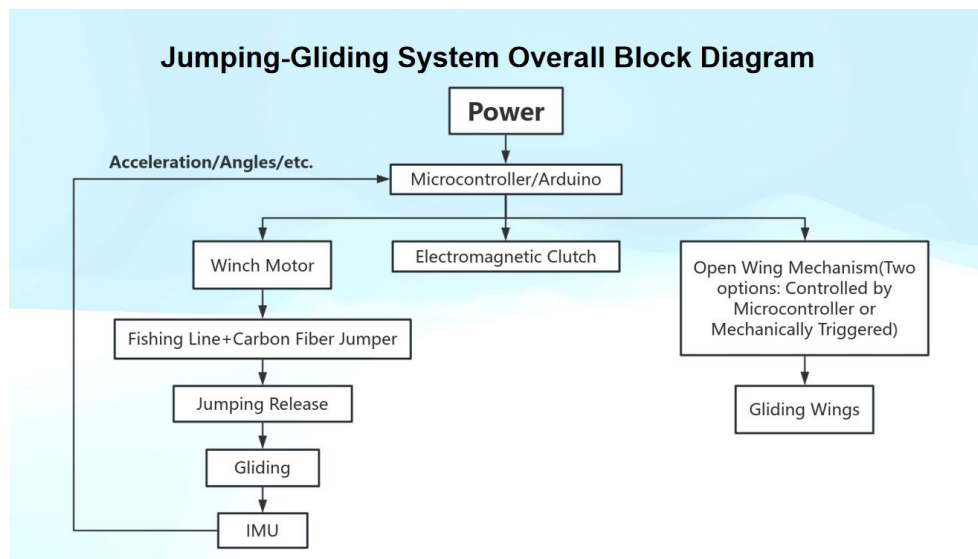 Jumping-Gliding System Overall Block Diagram
Power
Acceleration/Angles/etc.
Microcontroller/Arduino
Winch Motor
Electromagnetic Clutch
Open Wing Mechanism(Two
options: Controlled by
Microcontroller or
Mechanically Triggered)
Fishing Line+Carbon Fiber Jumper
Jumping Release
Gliding Wings
Gliding
IMU